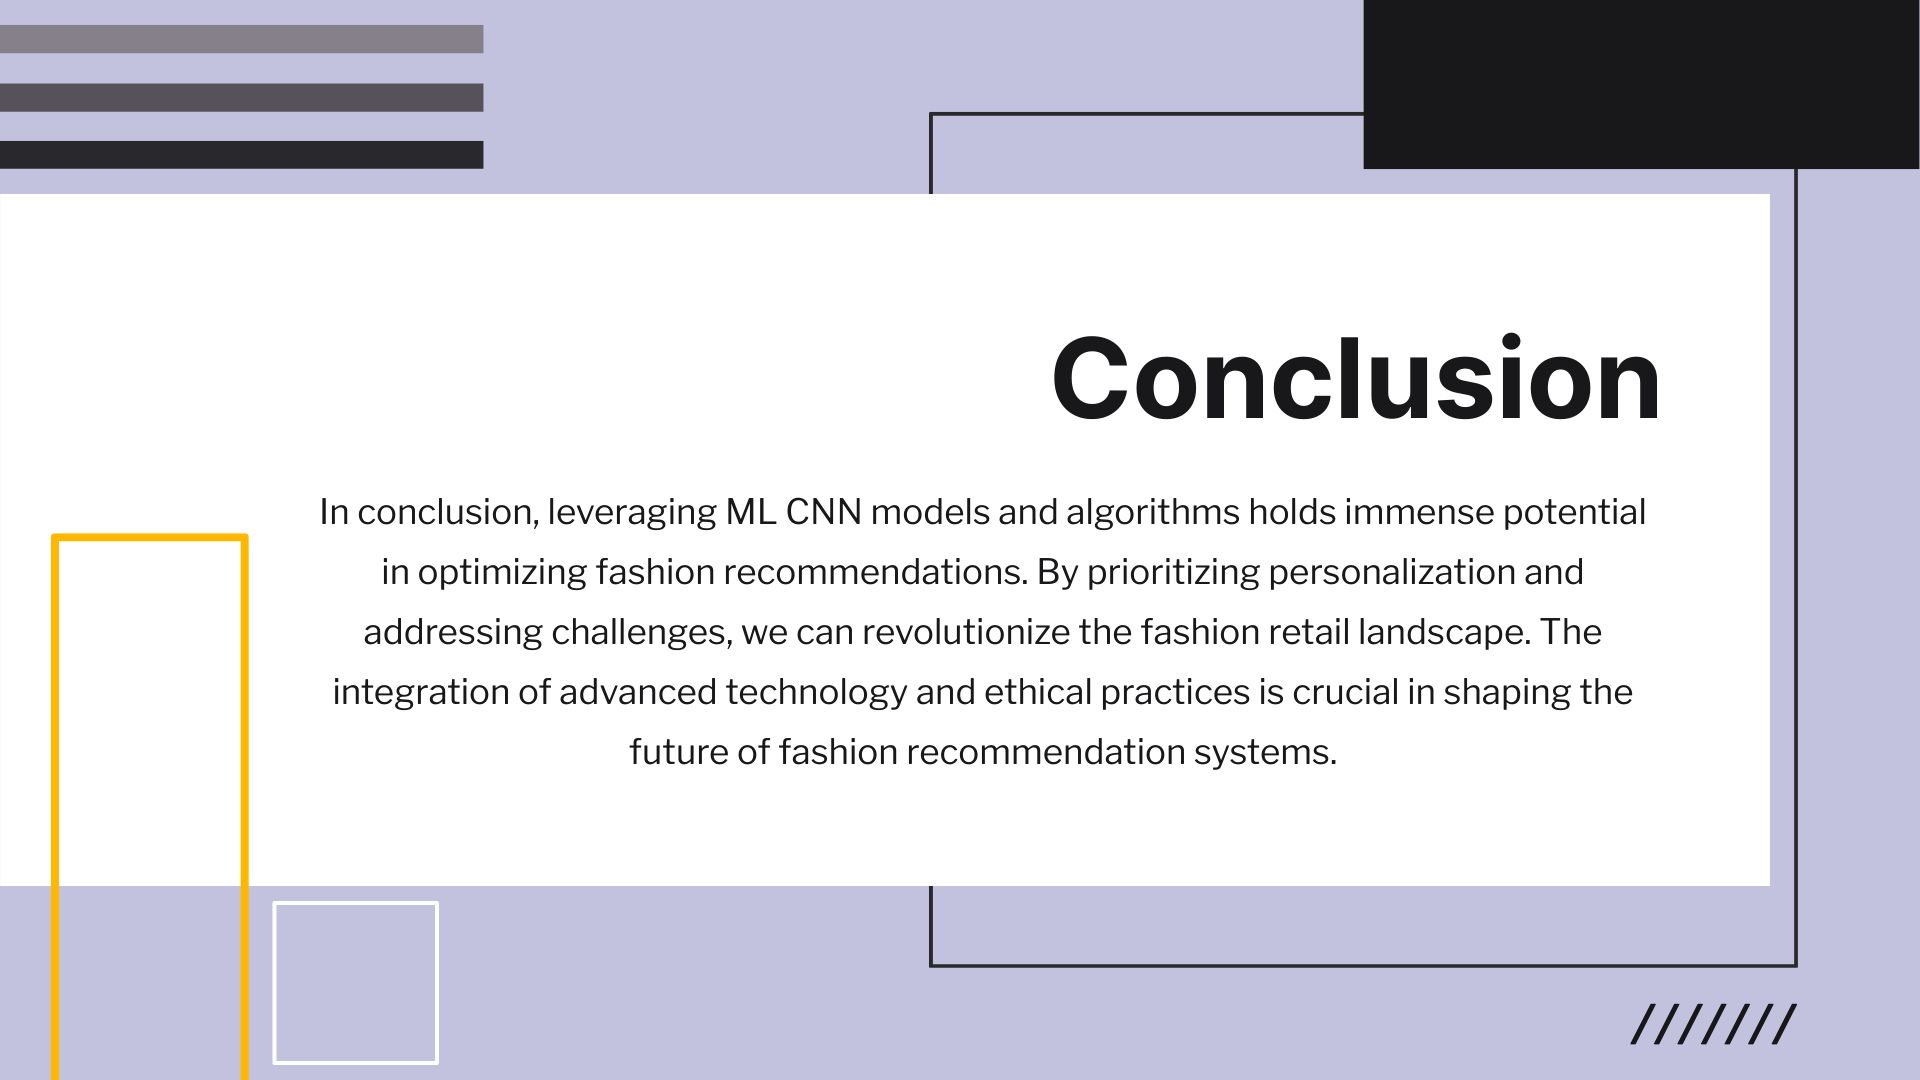 Conclusion
In conclusion, leveraging ML CNN models and algorithms holds immense potential
in optimizing fashion recommendations. By prioritizing personalization and
addressing challenges, we can revolutionize the fashion retail landscape. The
integration of advanced technology and ethical practices is crucial in shaping the
future of fashion recommendation systems.